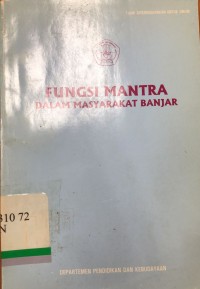 FUNGSI MANTRA
DALAM MASYARAKAT BANJAR
310 72
N
DEPARTEMEN PENDIDIKAN DAN KEBUDAYAAN